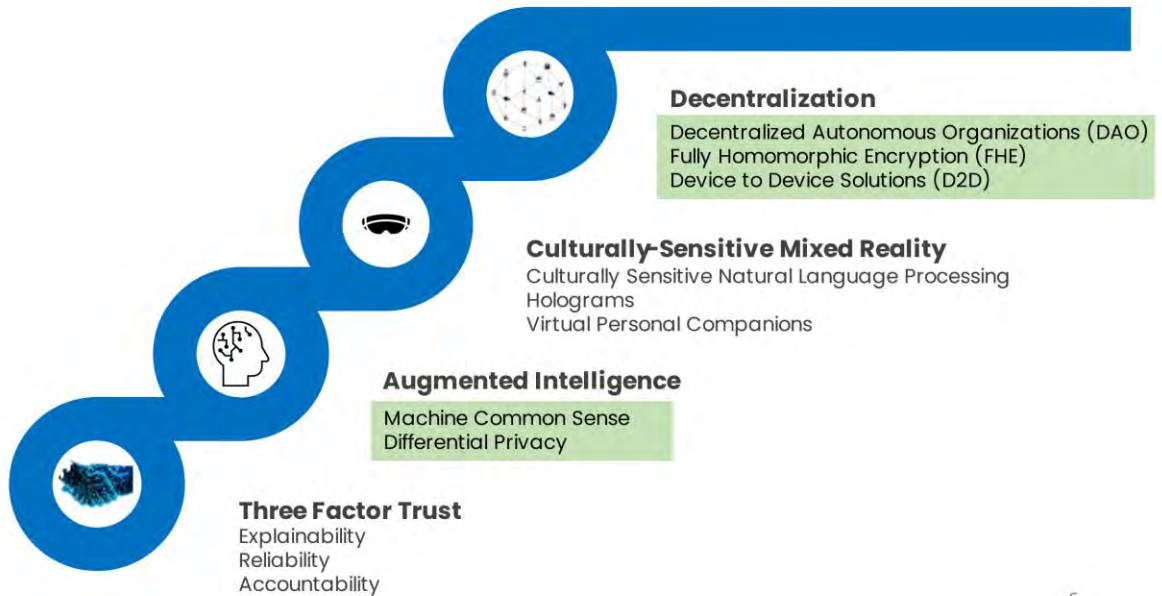 Decentralization
Decentralized Autonomous Organizations (DAO)
Fully Homomorphic Encryption (FHE)
Device to Device Solutions (D2D)
Culturally-Sensitive Mixed Reality
Culturally Sensitive Natural Language Processing
Holograms
Virtual Personal Companions
Augmented Intelligence
Machine Common Sense
Differential Privacy
Three Factor Trust
Explainability
Reliability
Accountability